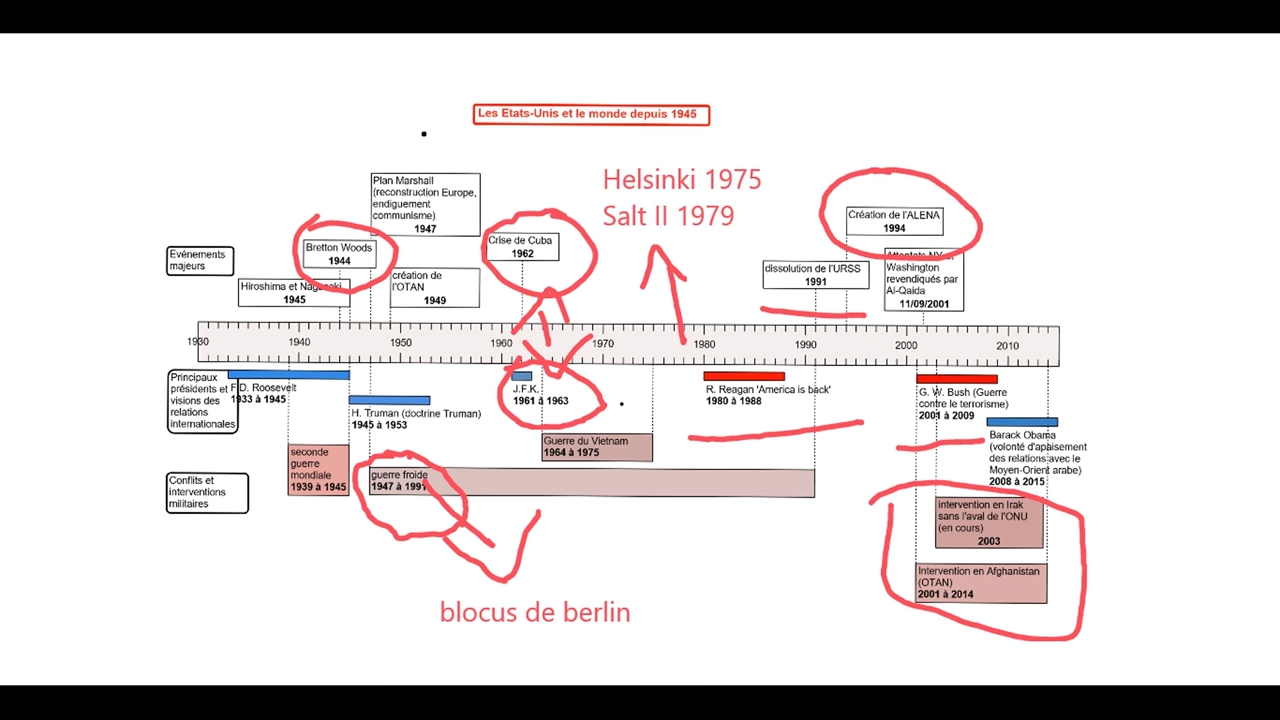 Les Etats-Unis et le monde depuis 1945
Helsinki 1975
Salt II 1979
Plan Marshall
(reconstruction Europe,
endiguement
communisme)
1947
Evénements
majeurs
Bretton Woods
1944
Hiroshima et Nagasaki
1945
création de
l'OTAN
1949
Crise de Cuba
1962
dissolution de l'URSS
1991
Création de l'ALENA
1994
Washington
revendiqués par
Al-Qaida
11/09/2001
1930 1940 1950 1960 1970 1980 1990 2000 2010
Principaux
présidents et
visions des
relations
internationales
F.D. Roosevelt
1933 à 1945
H. Truman (doctrine Truman)
1945 à 1953
J.F.K.
1961 à 1963
R. Reagan 'America is back'
1980 à 1988
G. W. Bush (Guerre
contre le terrorisme)
2001 à 2009
Barack Obama
(volonté d'apaisement
des relations avec le
Moyen-Orient arabe)
2008 à 2015
Conflits et
interventions
militaires
seconde
guerre
mondiale
1939 à 1945
guerre froide
1947 à 1991
Guerre du Vietnam
1964 à 1975
intervention en Irak
sans l'aval de l'ONU
(en cours)
2003
Intervention en Afghanistan
(OTAN)
2001 à 2014
blocus de berlin